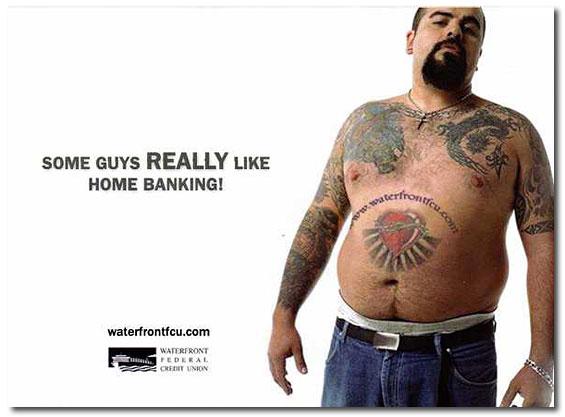 SOME GUYS REALLY LIKE
HOME BANKING!
www.waterfrontfcu.com
waterfrontfcu.com
WATERFRONT
FEDERAL
CREDIT UNION